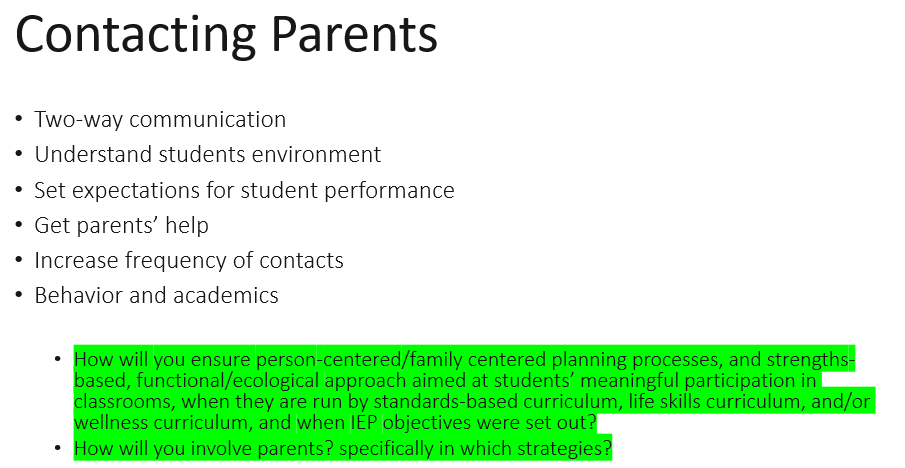 Contacting Parents
• Two-way communication
• Understand students environment
• Set expectations for student performance
• Get parents’ help
• Increase frequency of contacts
• Behavior and academics
• How will you ensure person-centered/family centered planning processes, and strengths-
based, functional/ecological approach aimed at students’ meaningful participation in
classrooms, when they are run by standards-based curriculum, life skills curriculum, and/or
wellness curriculum, and when IEP objectives were set out?
• How will you involve parents? specifically in which strategies?